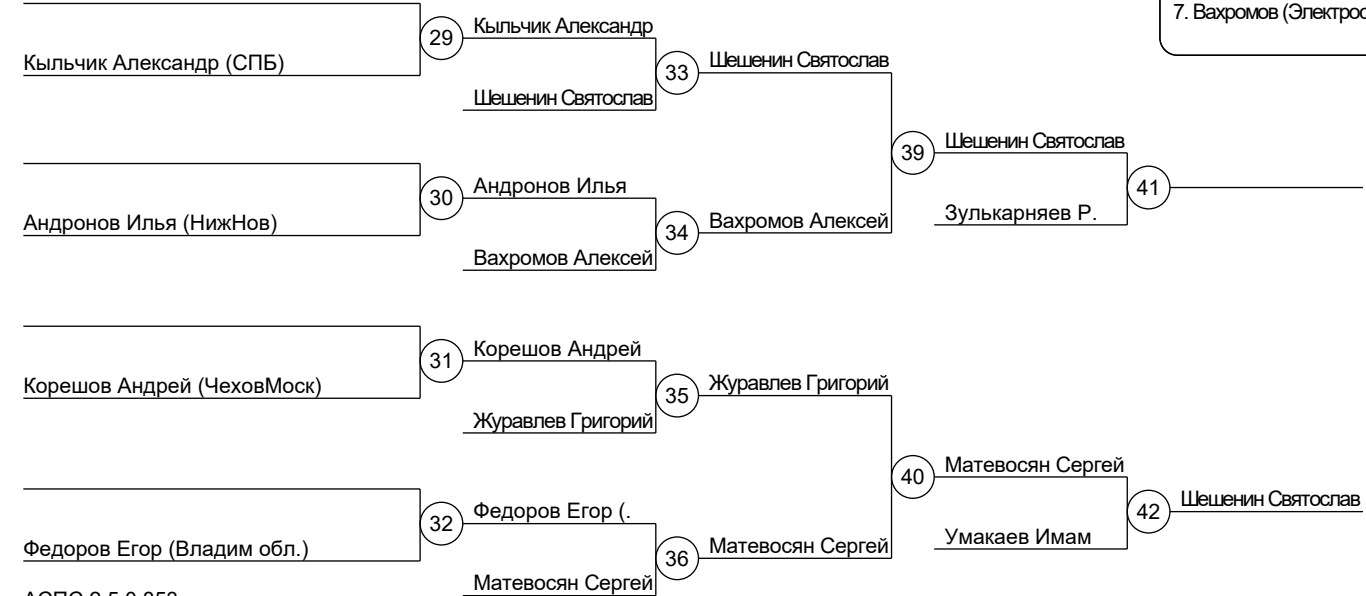 7. Вахромов (Электрос
29
Кыльчик Александр
Кыльчик Александр (СПБ)
33
Шешенин Святослав
Шешенин Святослав
39
Шешенин Святослав
30
Андронов Илья
41
Андронов Илья (НижНов)
34
Вахромов Алексей
Зулькарняев Р.
Вахромов Алексей
31
Корешов Андрей
Корешов Андрей (ЧеховМоск)
35
Журавлев Григорий
Журавлев Григорий
40
Матевосян Сергей
32
Федоров Егор (.
42
Шешенин Святослав
Федоров Егор (Владим обл.)
36
Матевосян Сергей
Умакаев Имам
Матевосян Сергей